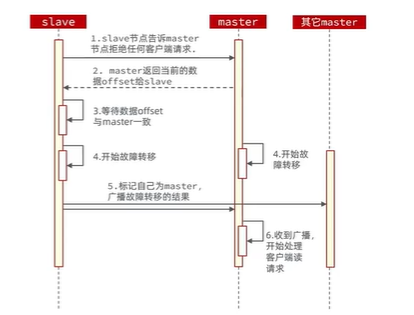 slave
master
其它master
1.slave节点告诉master
节点拒绝任何客户端请求.
2. master返回当前的数
据offset给slave
3.等待数据offset
与master一致
4.开始故障转移
4.开始故
障转移
5.标记自己为master,
广播故障转移的结果
6.收到广播,
开始处理
客户端读
请求